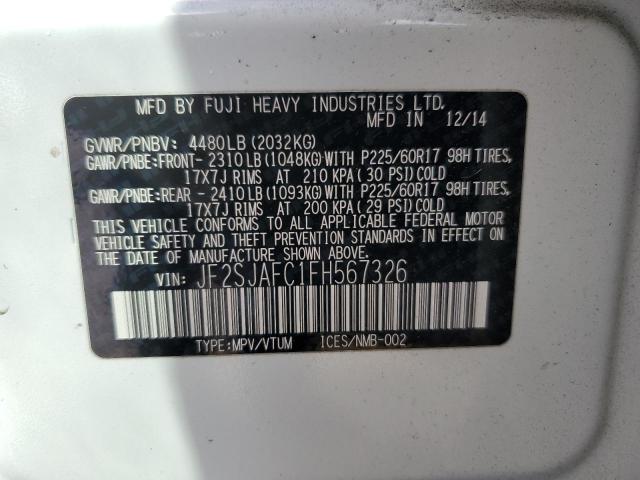 MFD BY FUJI HEAVY INDUSTRIES LTD.
MFD IN 12/14
GVWR/PNBV: 4480LB(2032KG)
GAWR/PNBE:FRONT- 2310LB(1048KG)WITH P225/60R17 98H TIRES,
17X7J RIMS AT 210 KPA( 30 PSI)COLD
GAWR/PNBE:REAR - 2410LB(1093KG)WITH P225/60R17 98H TIRES,
17X7J RIMS AT 200 KPA( 29 PSI)COLD
THIS VEHICLE CONFORMS TO ALL APPLICABLE FEDERAL MOTOR
VEHICLE SAFETY AND THEFT PREVENTION STANDARDS IN EFFECT ON
THE DATE OF MANUFACTURE SHOWN ABOVE.
VIN: JF2SJAFC1FH567326
TYPE:MPV/VTUM ICES/NMB-002